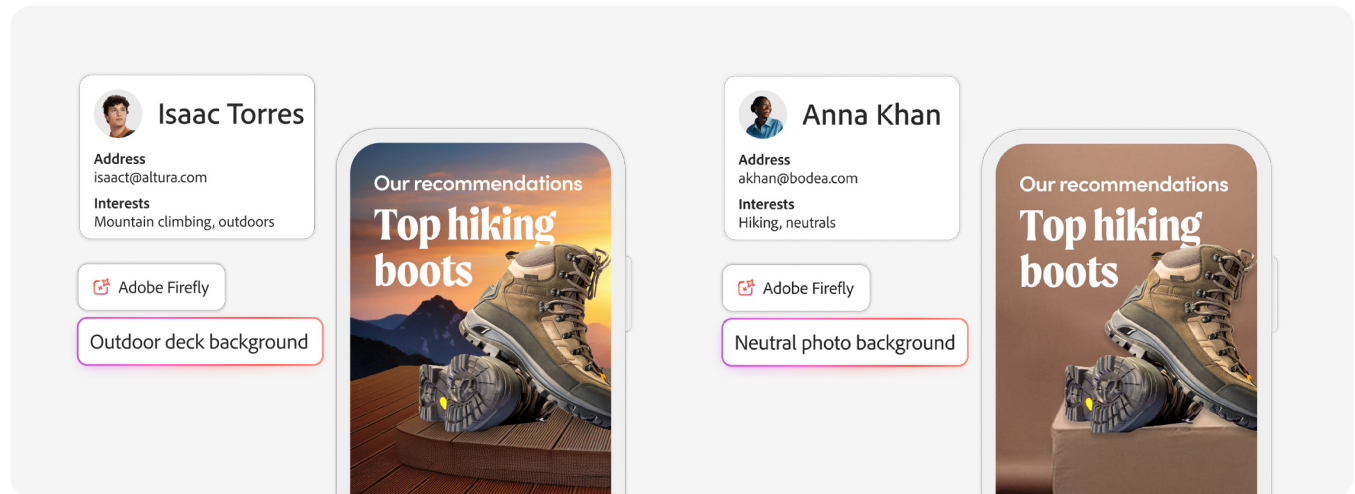 Isaac Torres
Address
isaact@altura.com
Interests
Mountain climbing, outdoors
Adobe Firefly
Outdoor deck background
Our recommendations
Top hiking
boots
Anna Khan
Address
akhan@bodea.com
Interests
Hiking, neutrals
Adobe Firefly
Neutral photo background
Our recommendations
Top hiking
boots